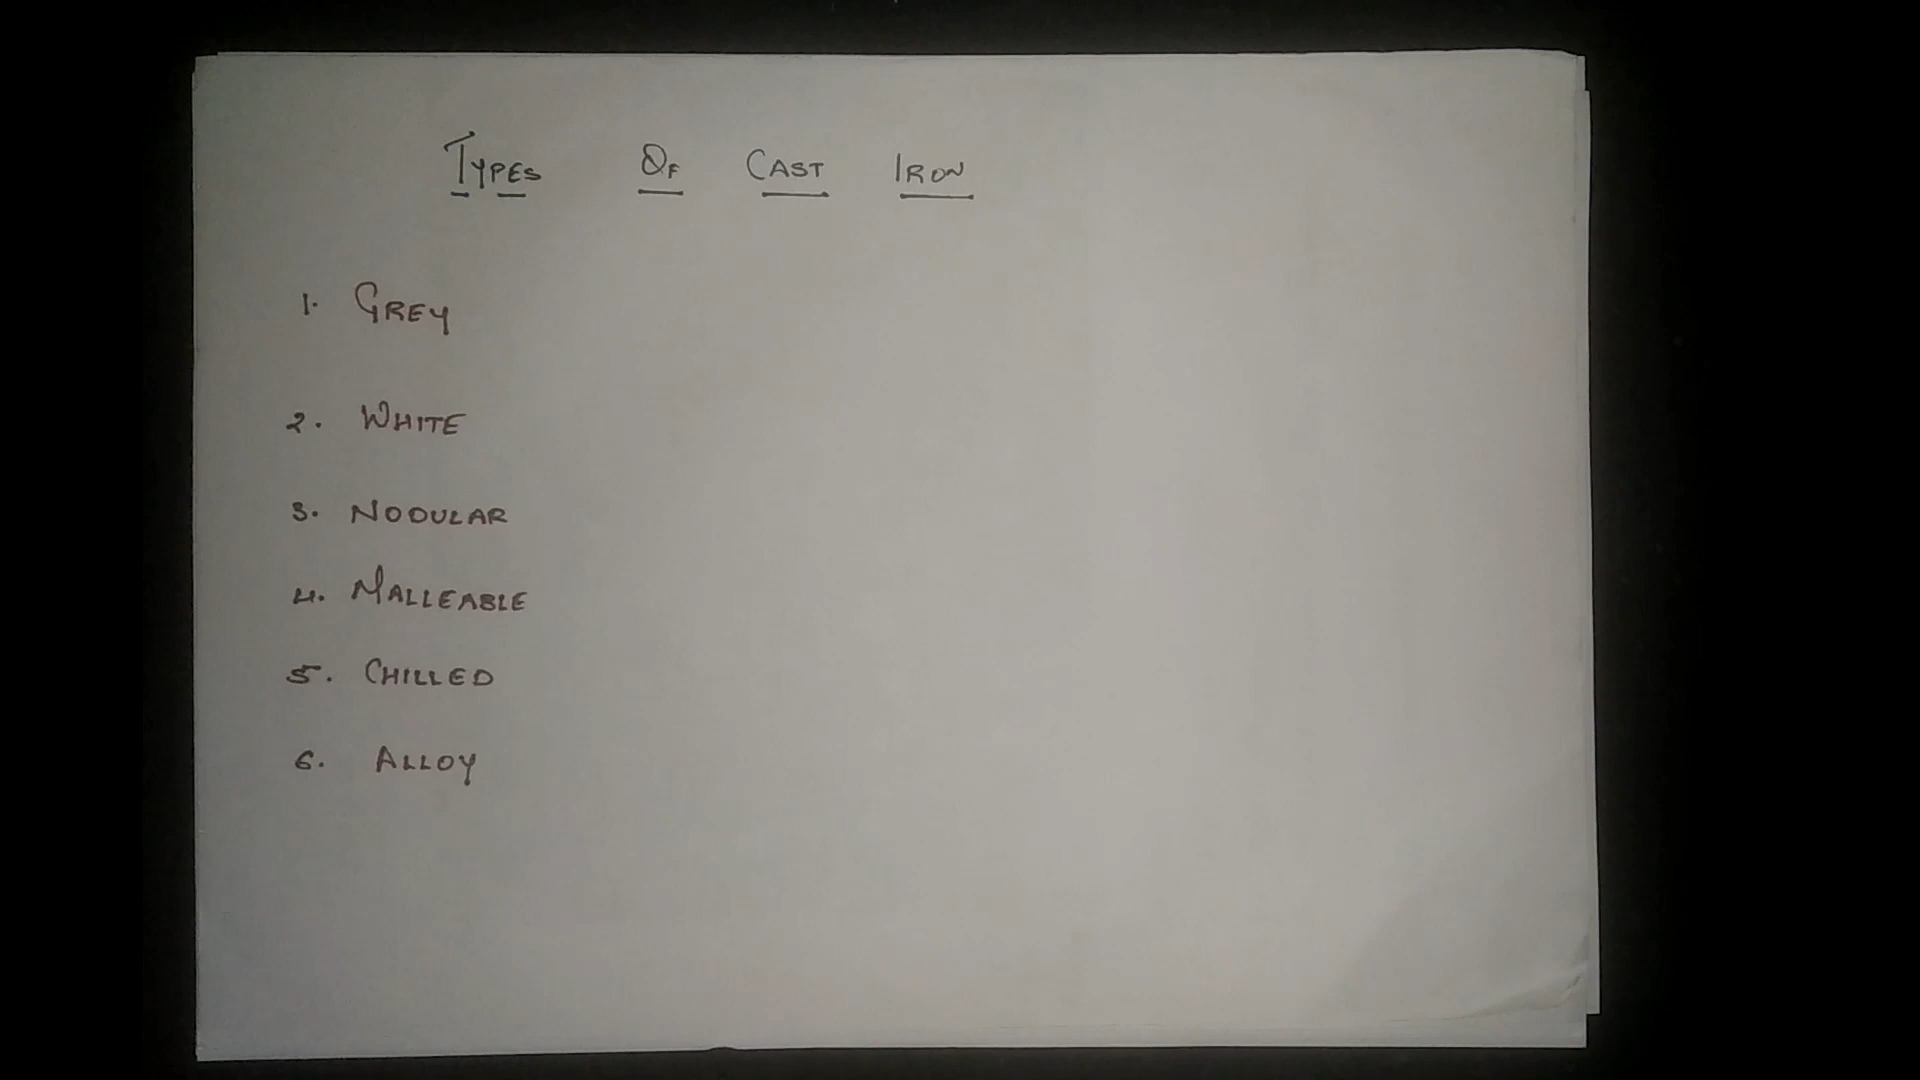 TYPES OF CAST IRON
1. GREY
2. WHITE
3. NODULAR
4. MALLEABLE
5. CHILLED
6. ALLOY